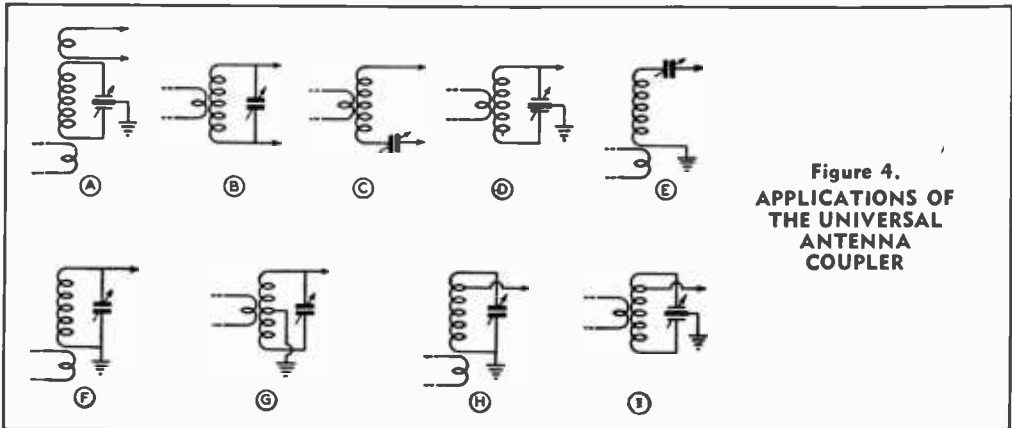 A
B
C
D
E
Figure 4.
APPLICATIONS OF
THE UNIVERSAL
ANTENNA
COUPLER
F
G
H
I